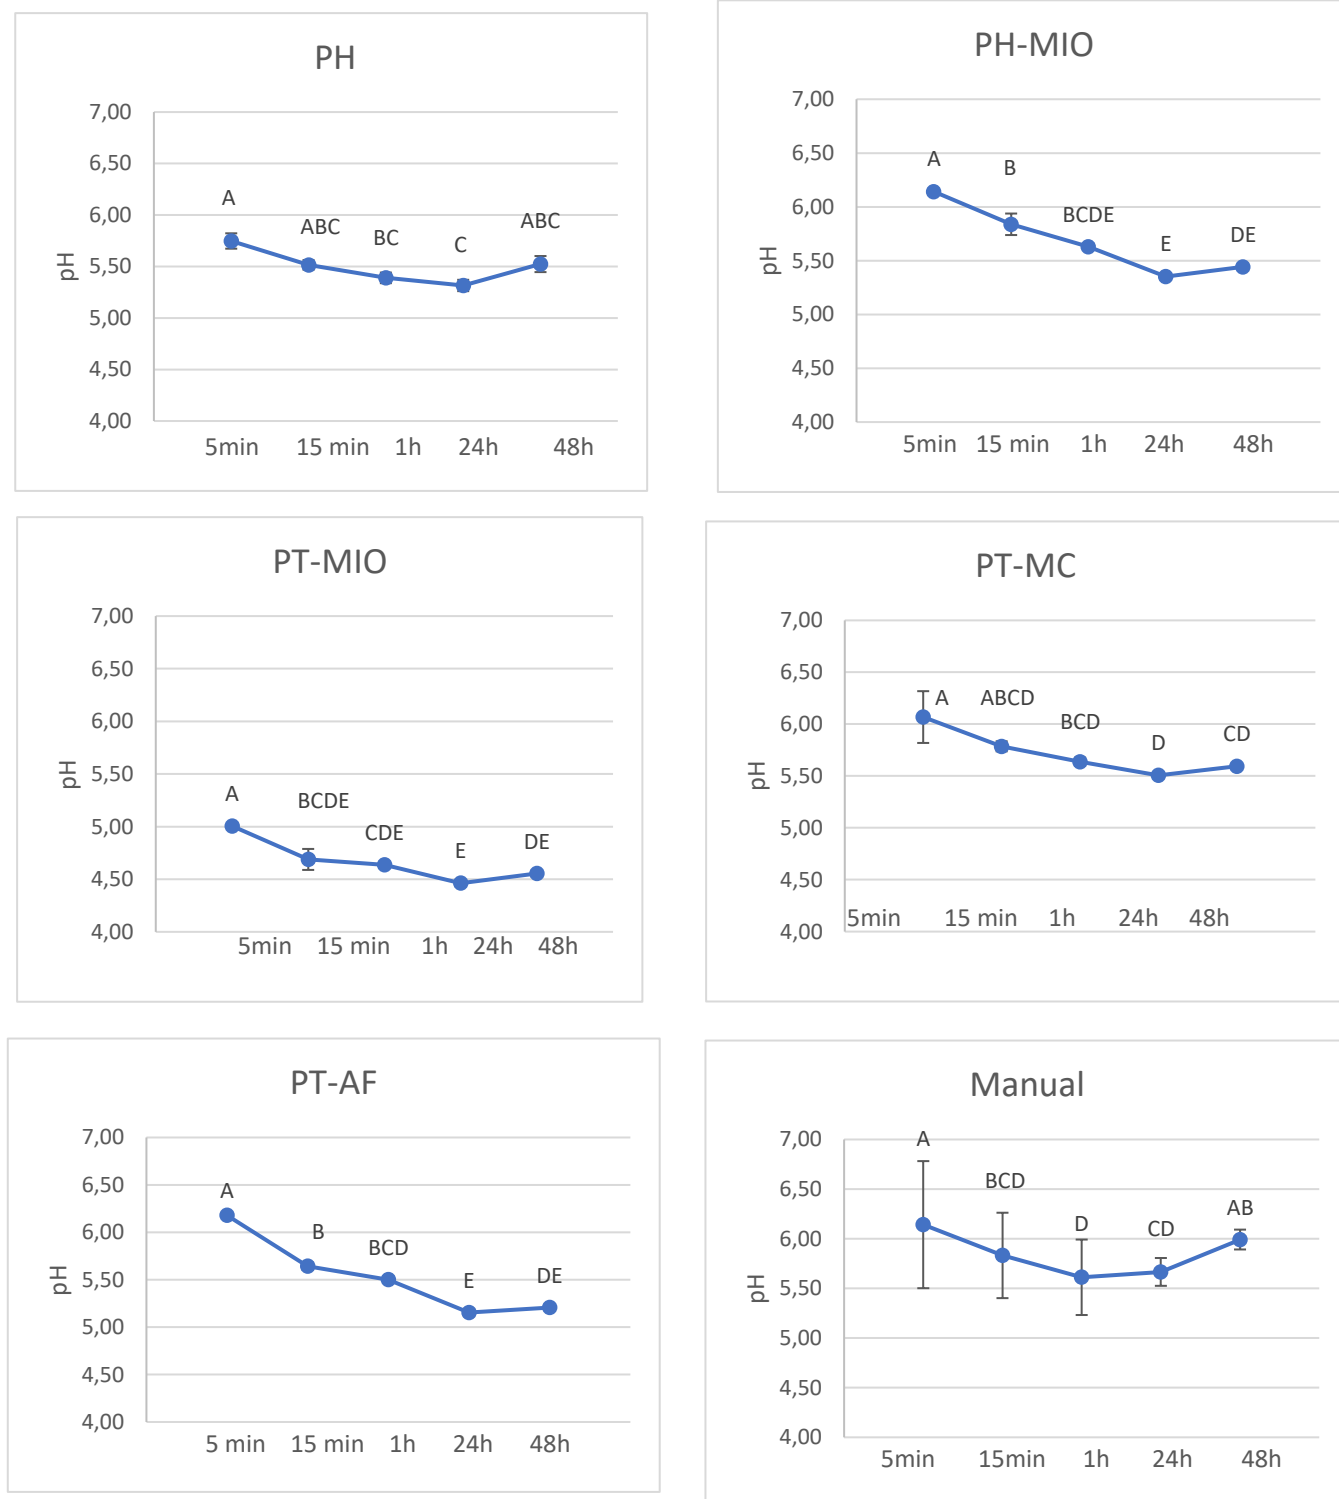 PH
7,00
6,50
6,00
5,50
5,00
4,50
4,00
pH
A
ABC
BC
C
ABC
5min 15 min 1h 24h 48h
PH-MIO
7,00
6,50
6,00
5,50
5,00
4,50
4,00
pH
A
B
BCDE
E
DE
5min 15 min 1h 24h 48h
PT-MIO
7,00
6,50
6,00
5,50
5,00
4,50
4,00
pH
A
BCDE
CDE
E
DE
5min 15 min 1h 24h 48h
PT-MC
7,00
6,50
6,00
5,50
5,00
4,50
4,00
pH
A
ABCD
BCD
D
CD
5min 15 min 1h 24h 48h
PT-AF
7,00
6,50
6,00
5,50
5,00
4,50
4,00
pH
A
B
BCD
E
DE
5 min 15 min 1h 24h 48h
Manual
7,00
6,50
6,00
5,50
5,00
4,50
4,00
pH
A
BCD
D
CD
AB
5min 15min 1h 24h 48h